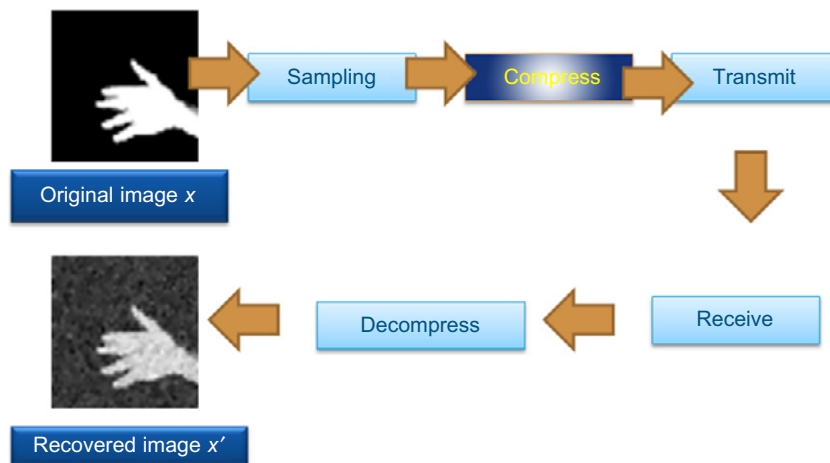 Sampling
Compress
Transmit
Original image x
Receive
Decompress
Recovered image x′